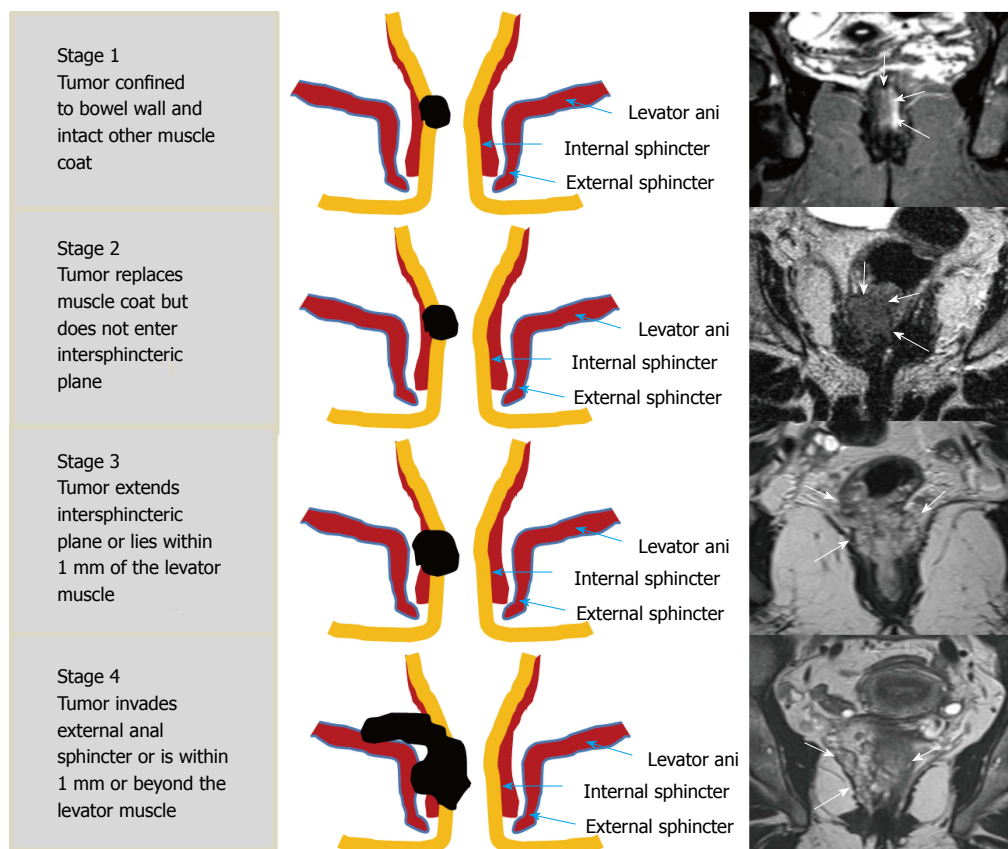 Stage 1
Tumor confined
to bowel wall and
intact other muscle
coat
Levator ani
Internal sphincter
External sphincter
Stage 2
Tumor replaces
muscle coat but
does not enter
intersphincteric
plane
Levator ani
Internal sphincter
External sphincter
Stage 3
Tumor extends
intersphincteric
plane or lies within
1 mm of the levator
muscle
Levator ani
Internal sphincter
External sphincter
Stage 4
Tumor invades
external anal
sphincter or is within
1 mm or beyond the
levator muscle
Levator ani
Internal sphincter
External sphincter